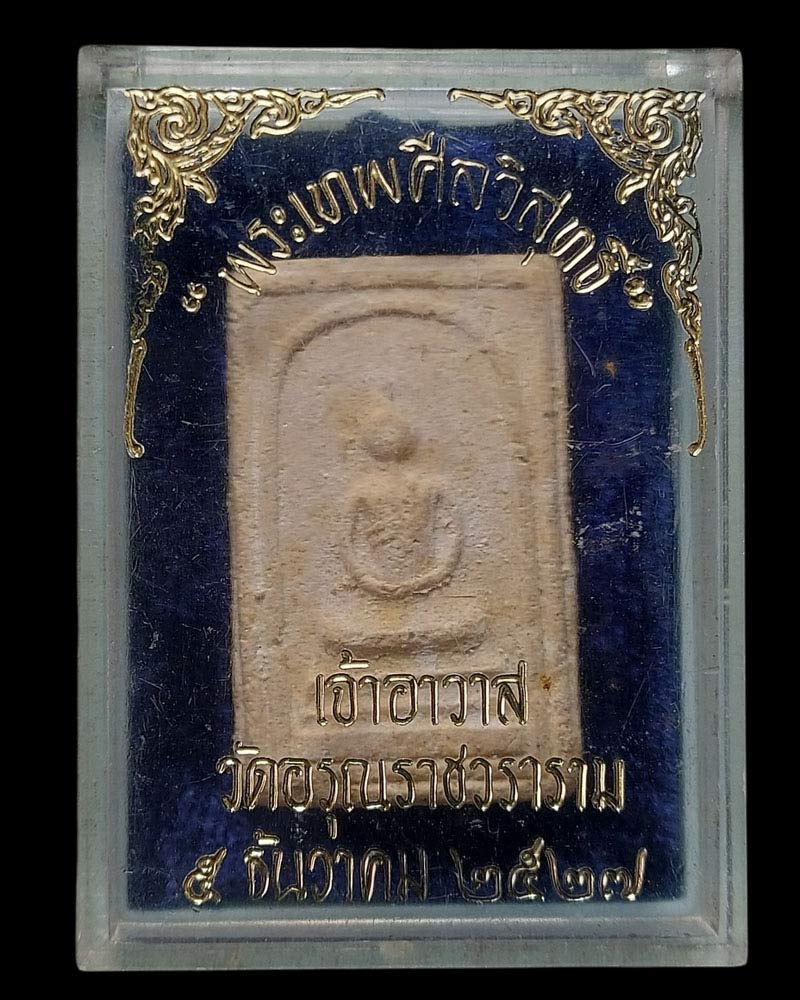 "พระเทพศีลวิสุทธิ์"
เจ้าอาวาส
วัดอรุณราชวราราม
๕ ธันวาคม ๒๕๒๗